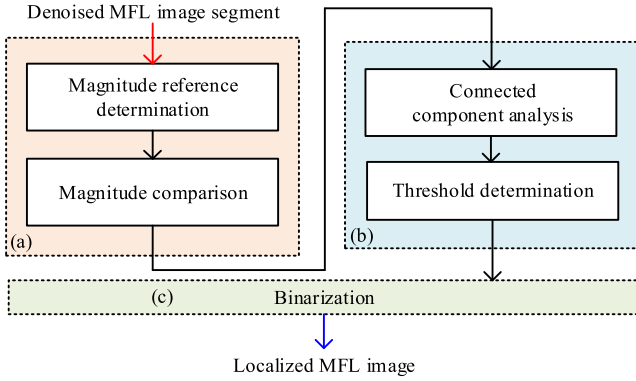 Denoised MFL image segment
Magnitude reference
determination
Magnitude comparison
(a)
Connected
component analysis
Threshold determination
(b)
(c)
Binarization
Localized MFL image